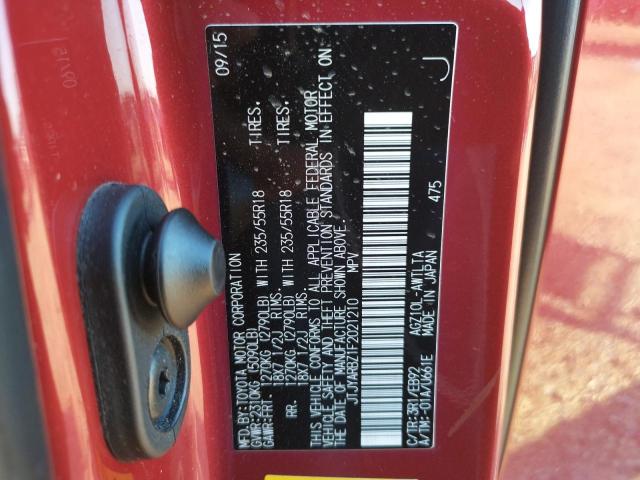 09/15
MFD.BY:TOYOTA MOTOR CORPORATION
GVWR:2310KG (5093LB)
GAWR:FRT. 1270KG (2790LB) WITH 235/55R18 TIRES.
18X7 1/2J RIMS.
RR. 1270KG (2790LB) WITH 235/55R18 TIRES.
18X7 1/2J RIMS.
THIS VEHICLE CONFORMS TO ALL APPLICABLE FEDERAL MOTOR
VEHICLE SAFETY AND THEFT PREVENTION STANDARDS IN EFFECT ON
THE DATE OF MANUFACTURE SHOWN ABOVE.
JTJYARBZ1F2021210 MPV
J
C/TR:3R1/EB92 AGZ10L-AWTLTA 475
A/TM:-01A/U661E MADE IN JAPAN